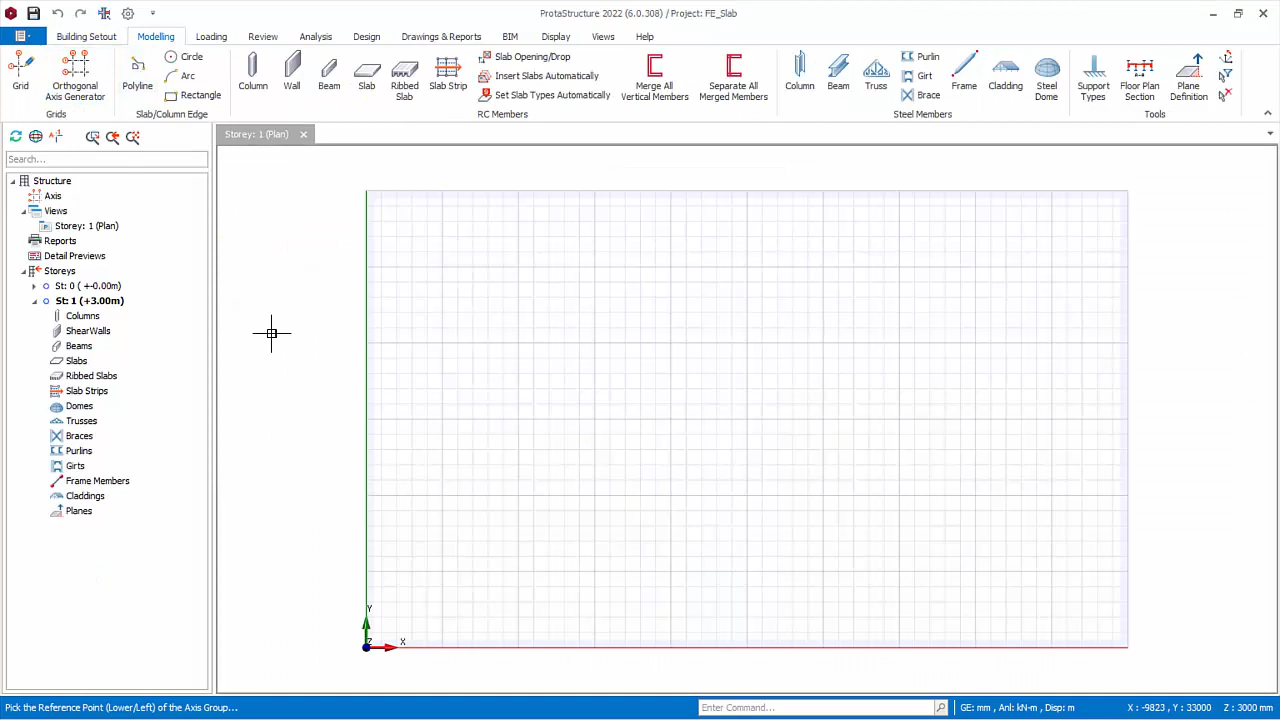 ProtaStructure 2022 (6.0.308) / Project: FE_Slab
Building Setout Modelling Loading Review Analysis Design Drawings & Reports BIM Display Views Help
Grid
Orthogonal
Axis Generator
Grids
Polyline
Circle
Arc
Rectangle
Slab/Column Edge
Column
Wall
Beam
Slab
Ribbed
Slab
Slab Strip
Slab Opening/Drop
Insert Slabs Automatically
Set Slab Types Automatically
Merge All
Vertical Members
Separate All
Merged Members
RC Members
Column
Beam
Truss
Purlin
Girt
Brace
Frame
Cladding
Steel
Dome
Steel Members
Support
Types
Floor Plan
Section
Plane
Definition
Tools
Search...
Storey: 1 (Plan)
Structure
Axis
Views
Storey: 1 (Plan)
Reports
Detail Previews
Storeys
St: 0 ( +-0.00m)
St: 1 (+3.00m)
Columns
ShearWalls
Beams
Slabs
Ribbed Slabs
Slab Strips
Domes
Trusses
Braces
Purlins
Girts
Frame Members
Claddings
Planes
Y
Z
X
Pick the Reference Point (Lower/Left) of the Axis Group...
Enter Command...
GE: mm , Anl: kN-m , Disp: m
X : -9823 , Y : 33000 Z : 3000 mm